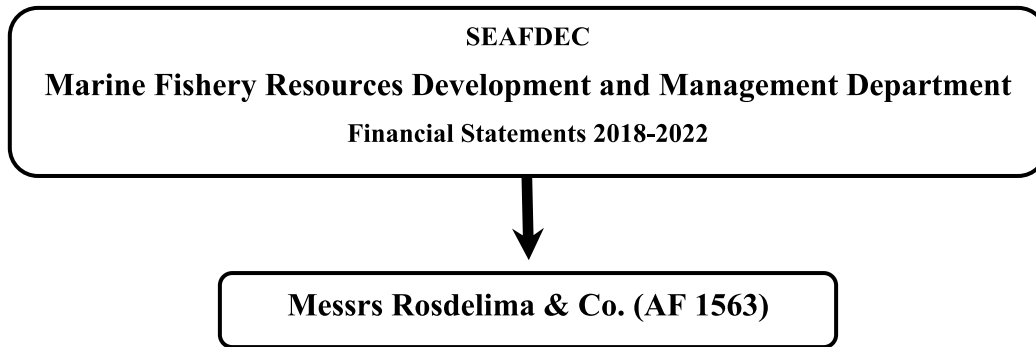 SEAFDEC
Marine Fishery Resources Development and Management Department
Financial Statements 2018-2022
Messrs Rosdelima & Co. (AF 1563)